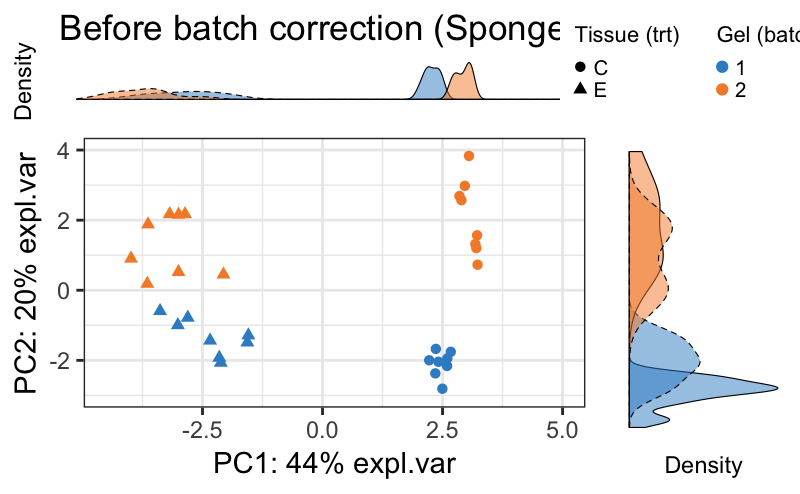 Before batch correction (Sponge
Tissue (trt)
C
E
Gel (batc
1
2
Density
4
2
0
-2
PC2: 20% expl.var
-2.5
0.0
2.5
5.0
PC1: 44% expl.var
Density